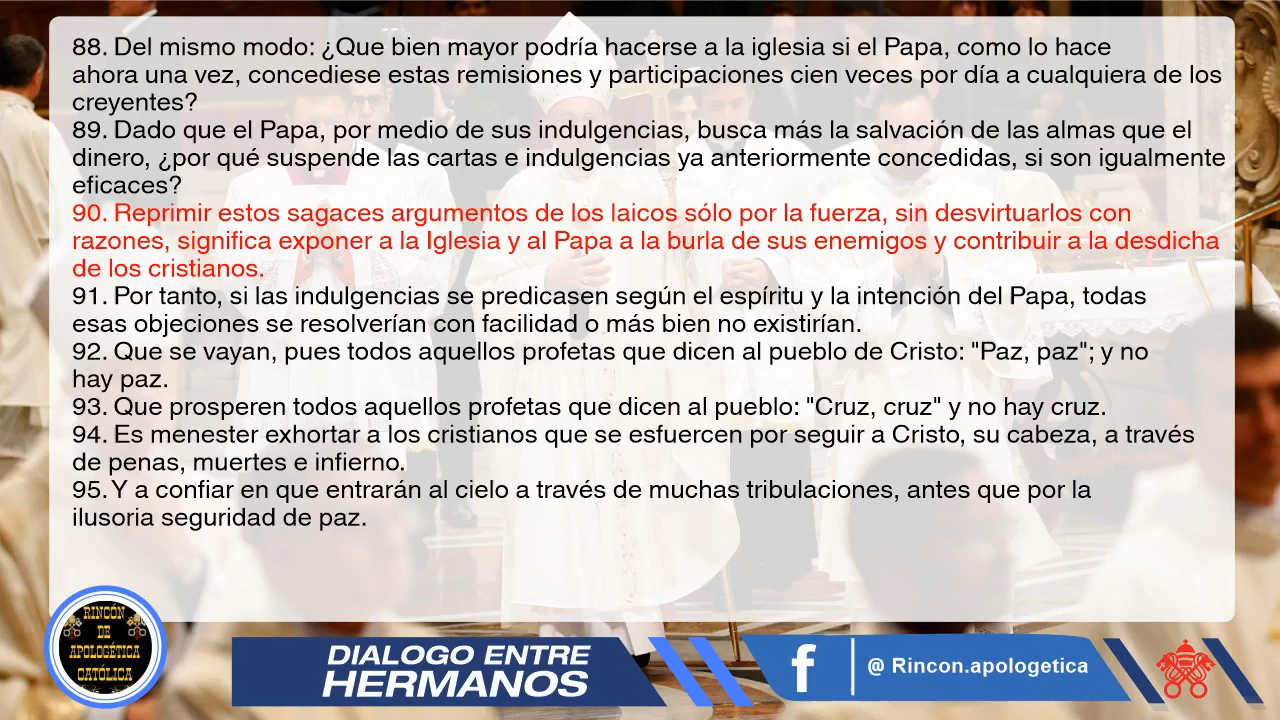 88. Del mismo modo: ¿Que bien mayor podría hacerse a la iglesia si el Papa, como lo hace
ahora una vez, concediese estas remisiones y participaciones cien veces por día a cualquiera de los
creyentes?
89. Dado que el Papa, por medio de sus indulgencias, busca más la salvación de las almas que el
dinero, ¿por qué suspende las cartas e indulgencias ya anteriormente concedidas, si son igualmente
eficaces?
90. Reprimir estos sagaces argumentos de los laicos sólo por la fuerza, sin desvirtuarlos con
razones, significa exponer a la Iglesia y al Papa a la burla de sus enemigos y contribuir a la desdicha
de los cristianos.
91. Por tanto, si las indulgencias se predicasen según el espíritu y la intención del Papa, todas
esas objeciones se resolverían con facilidad o más bien no existirían.
92. Que se vayan, pues todos aquellos profetas que dicen al pueblo de Cristo: "Paz, paz"; y no
hay paz.
93. Que prosperen todos aquellos profetas que dicen al pueblo: "Cruz, cruz" y no hay cruz.
94. Es menester exhortar a los cristianos que se esfuercen por seguir a Cristo, su cabeza, a través
de penas, muertes e infierno.
95. Y a confiar en que entrarán al cielo a través de muchas tribulaciones, antes que por la
ilusoria seguridad de paz.
RINCÓN
DE
APOLOGÉTICA
CATÓLICA
DIALOGO ENTRE
HERMANOS
f
@ Rincon.apologetica